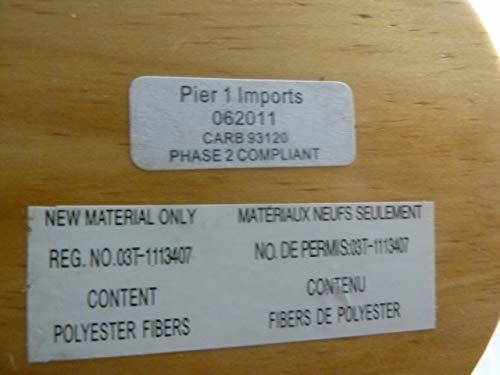 Pier 1 Imports
062011
CARB 93120
PHASE 2 COMPLIANT
NEW MATERIAL ONLY
REG. NO.03T-1113407
CONTENT
POLYESTER FIBERS
MATÉRIAUX NEUFS SEULEMENT
NO. DE PERMIS:03T-1113407
CONTENU
FIBERS DE POLYESTER